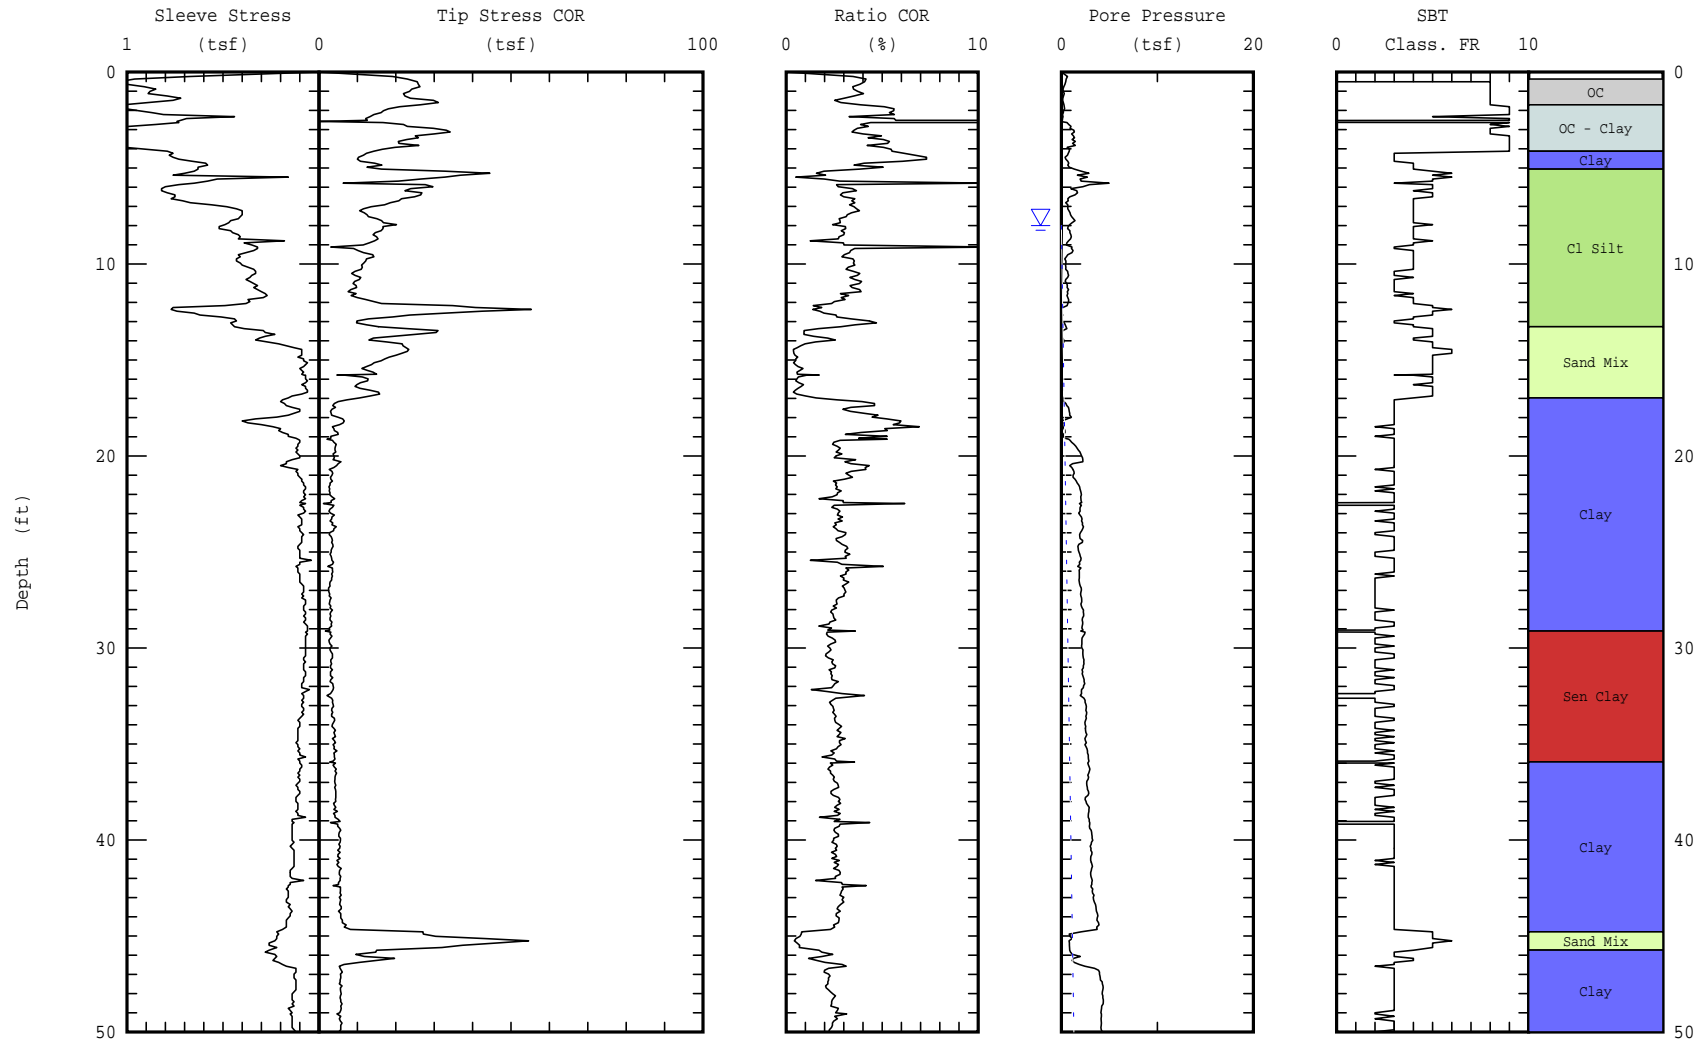 Sleeve Stress Tip Stress COR Ratio COR Pore Pressure SBT
1 (tsf) 0 (tsf) 100 0 (%) 10 0 (tsf) 20 0 Class. FR 10
0 0
OC
OC - Clay
Clay
Cl Silt
10 10
Sand Mix
20 20
Clay
Depth (ft)
30 30
Sen Clay
40 40
Clay
Sand Mix
Clay
50 50